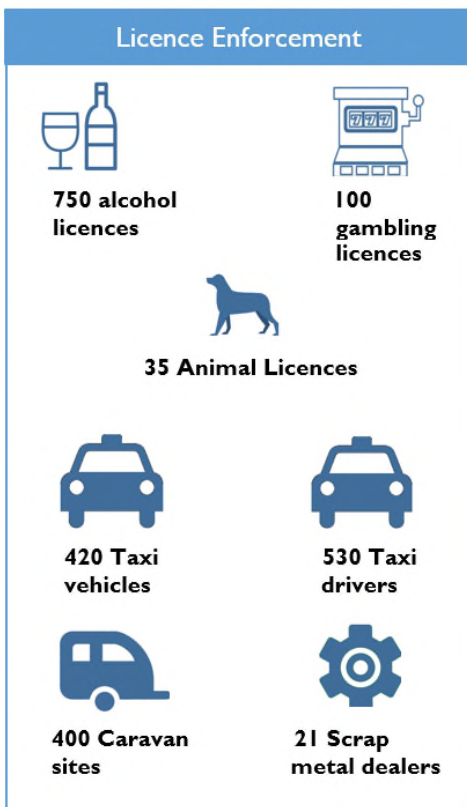 Licence Enforcement
777
750 alcohol
licences
100
gambling
licences
35 Animal Licences
420 Taxi
vehicles
530 Taxi
drivers
400 Caravan
sites
21 Scrap
metal dealers